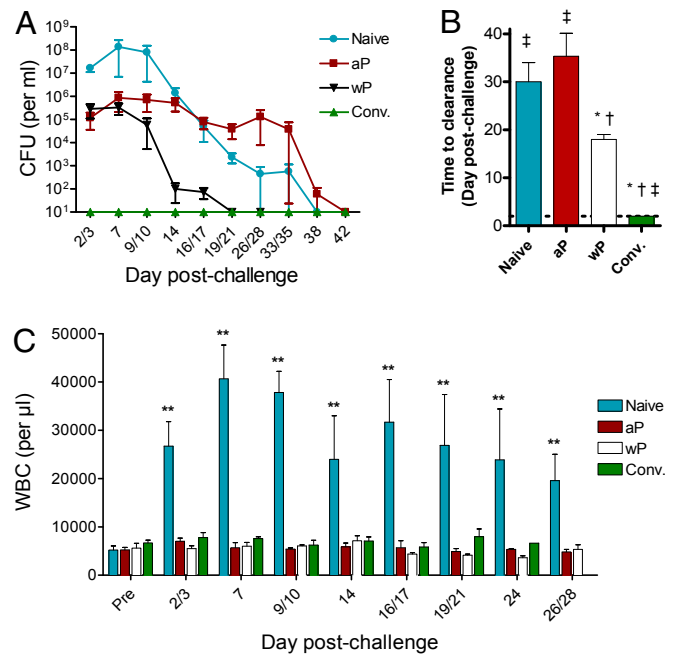 A
CFU (per ml)
10⁹
10⁸
10⁷
10⁶
10⁵
10⁴
10³
10²
10¹
2/3 7 9/10 14 16/17 19/21 26/28 33/35 38 42
Day post-challenge
Naive
aP
wP
Conv.
B
Time to clearance
(Day post-challenge)
40
30
20
10
0
‡ ‡ * † * † ‡
Naive aP wP Conv.
C
WBC (per µl)
50000
40000
30000
20000
10000
0
** ** ** ** ** ** ** **
Pre 2/3 7 9/10 14 16/17 19/21 24 26/28
Day post-challenge
Naive
aP
wP
Conv.